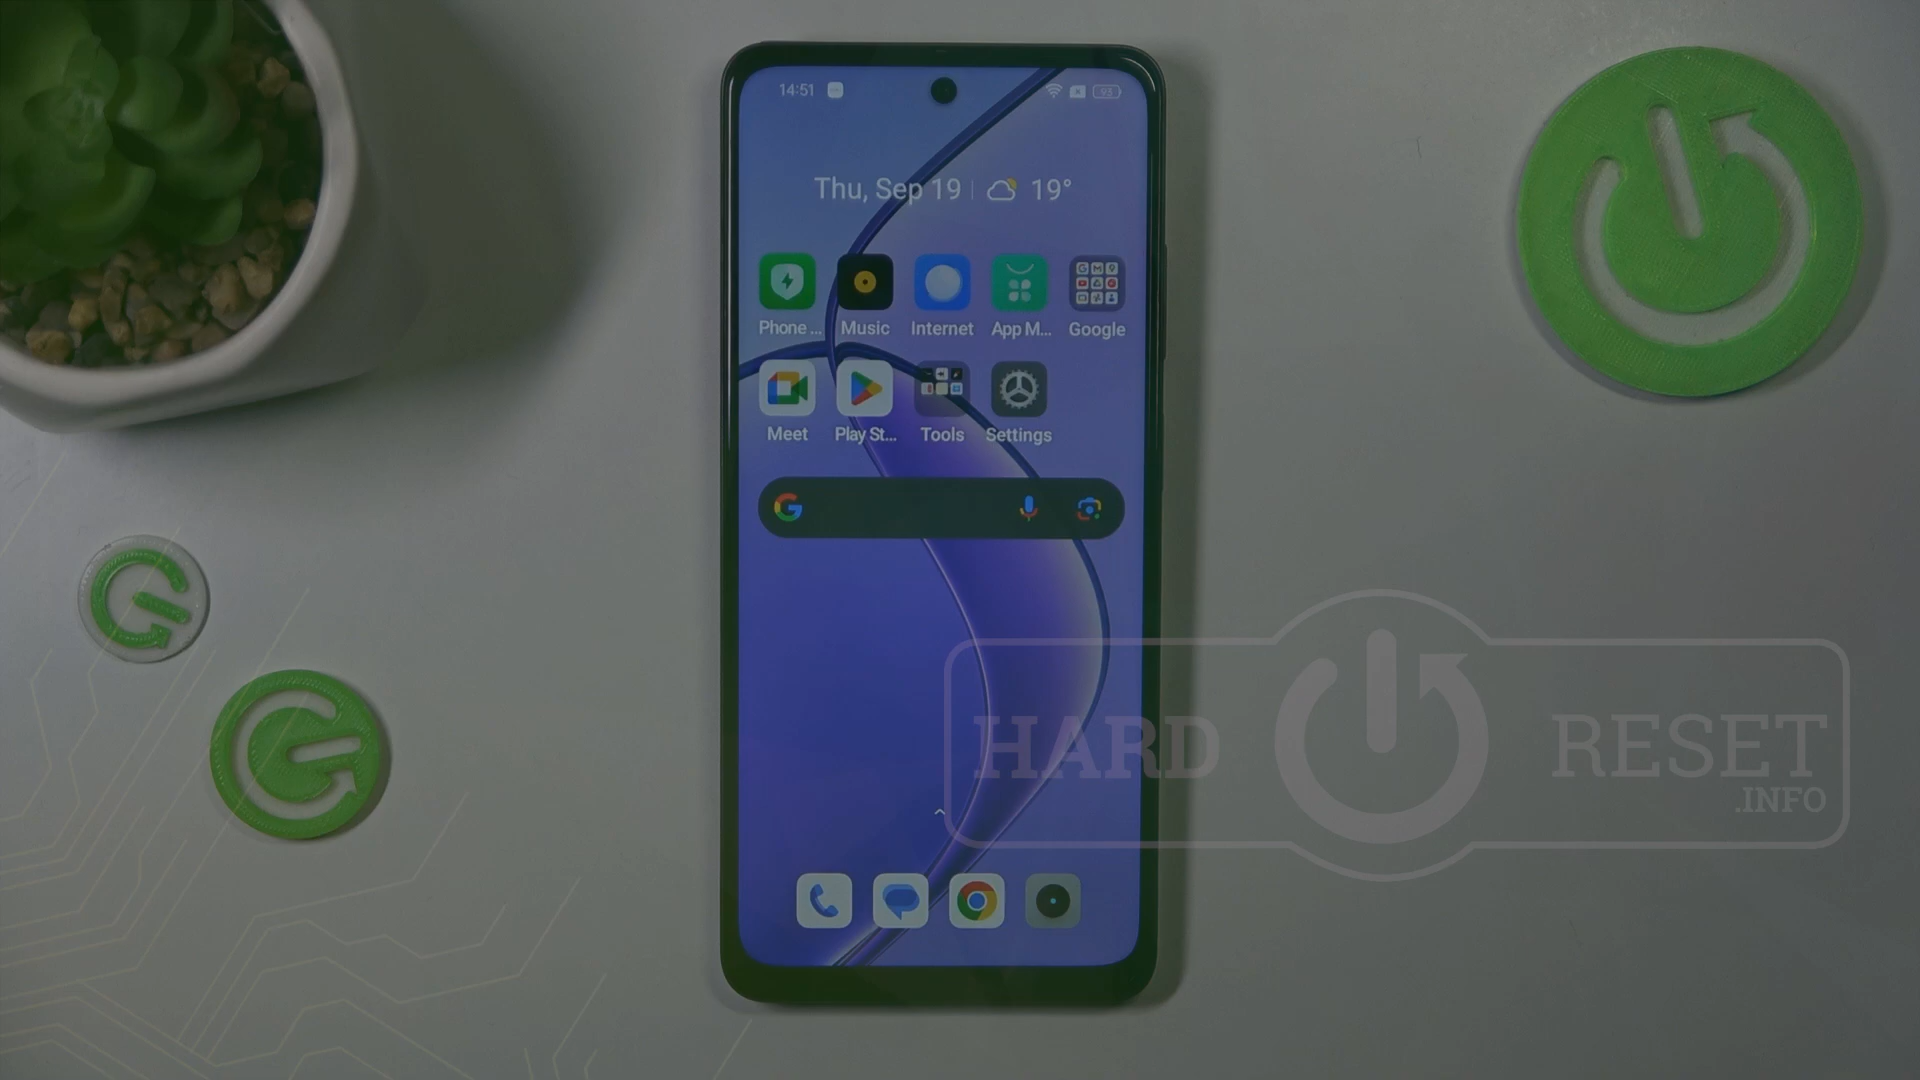 14:51
93
Thu, Sep 19 19°
Phone ... Music Internet App M... Google
Meet Play St... Tools Settings
HARD RESET
.INFO